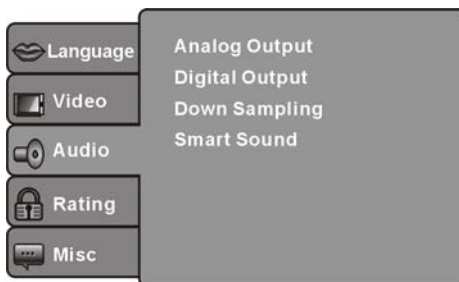 Language
Video
Audio
Rating
Misc
Analog Output
Digital Output
Down Sampling
Smart Sound